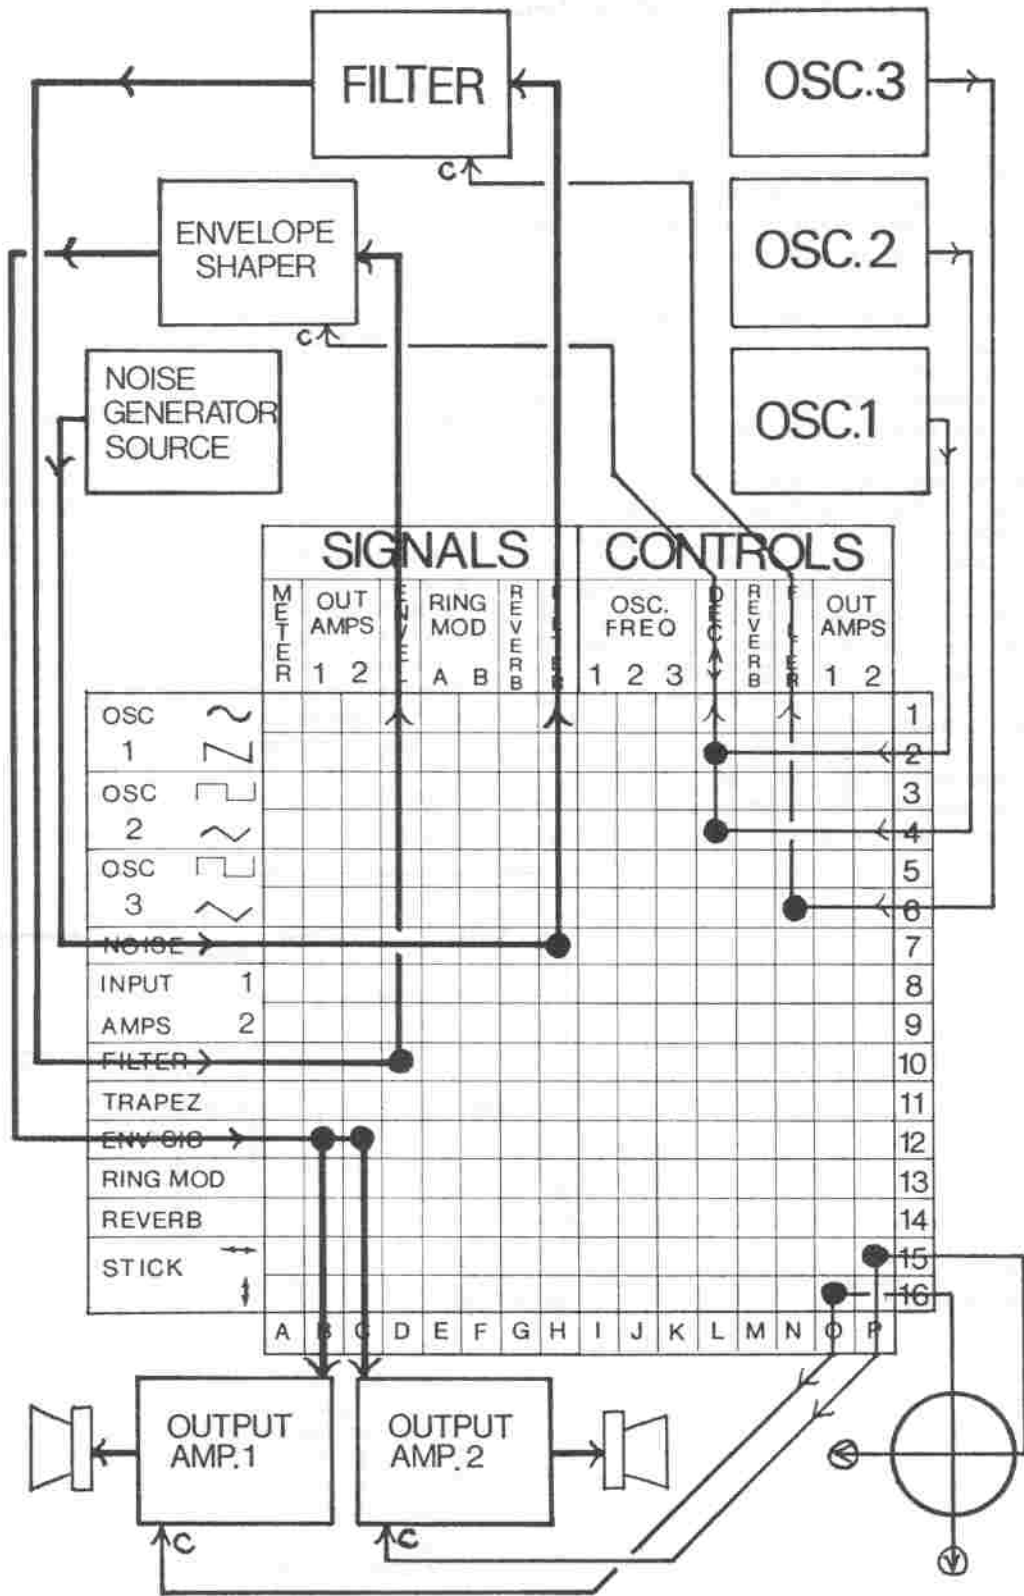 FILTER
OSC.3
C
ENVELOPE
SHAPER
OSC.2
C
NOISE
GENERATOR
SOURCE
OSC.1
SIGNALS
CONTROLS
METER
OUT
AMPS
1 2
RING
MOD
A B
REVERB
FILTER
OSC.
FREQ
1 2 3
DECAY
REVERB
FILTER
OUT
AMPS
1 2
OSC
1
1
2
OSC
2
3
4
OSC
3
5
6
NOISE 7
INPUT 1 8
AMPS 2 9
FILTER 10
TRAPEZ 11
ENV SIG 12
RING MOD 13
REVERB 14
STICK 15
16
A B C D E F G H I J K L M N O P
OUTPUT
AMP.1
OUTPUT
AMP.2
C
C